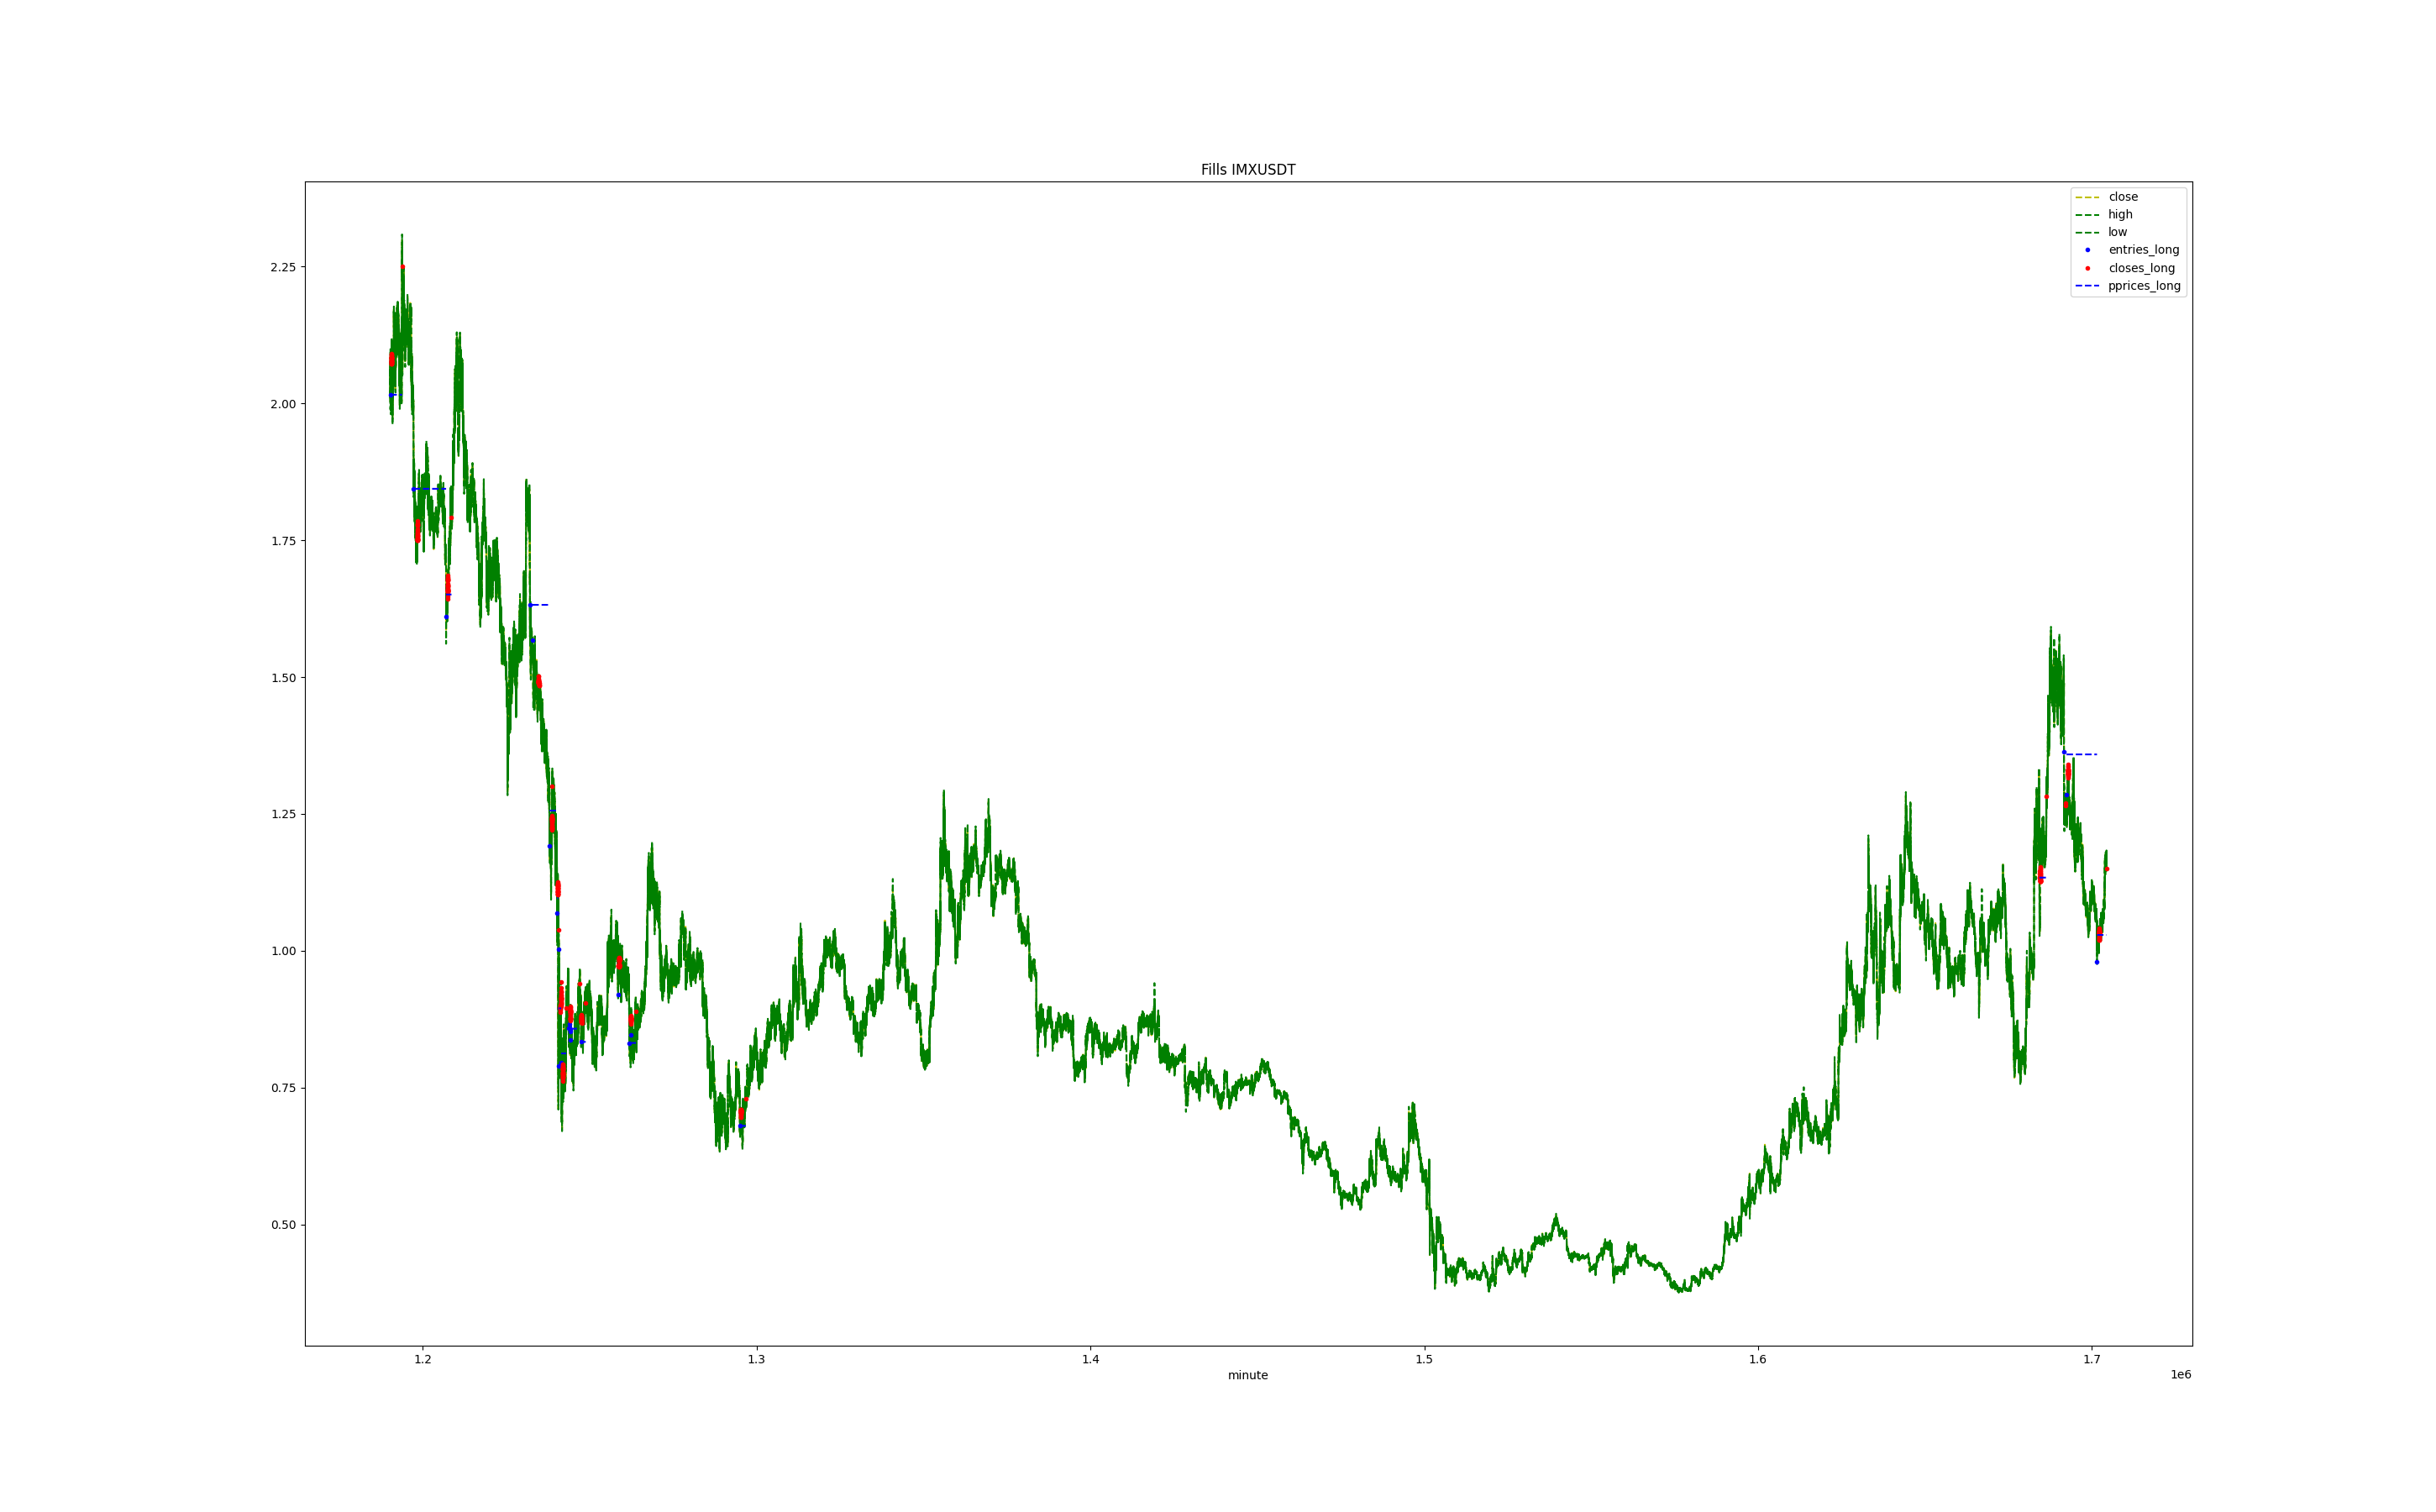 Fills IMXUSDT
close
high
low
entries_long
closes_long
pprices_long
2.25
2.00
1.75
1.50
1.25
1.00
0.75
0.50
1.2 1.3 1.4 1.5 1.6 1.7
minute
1e6